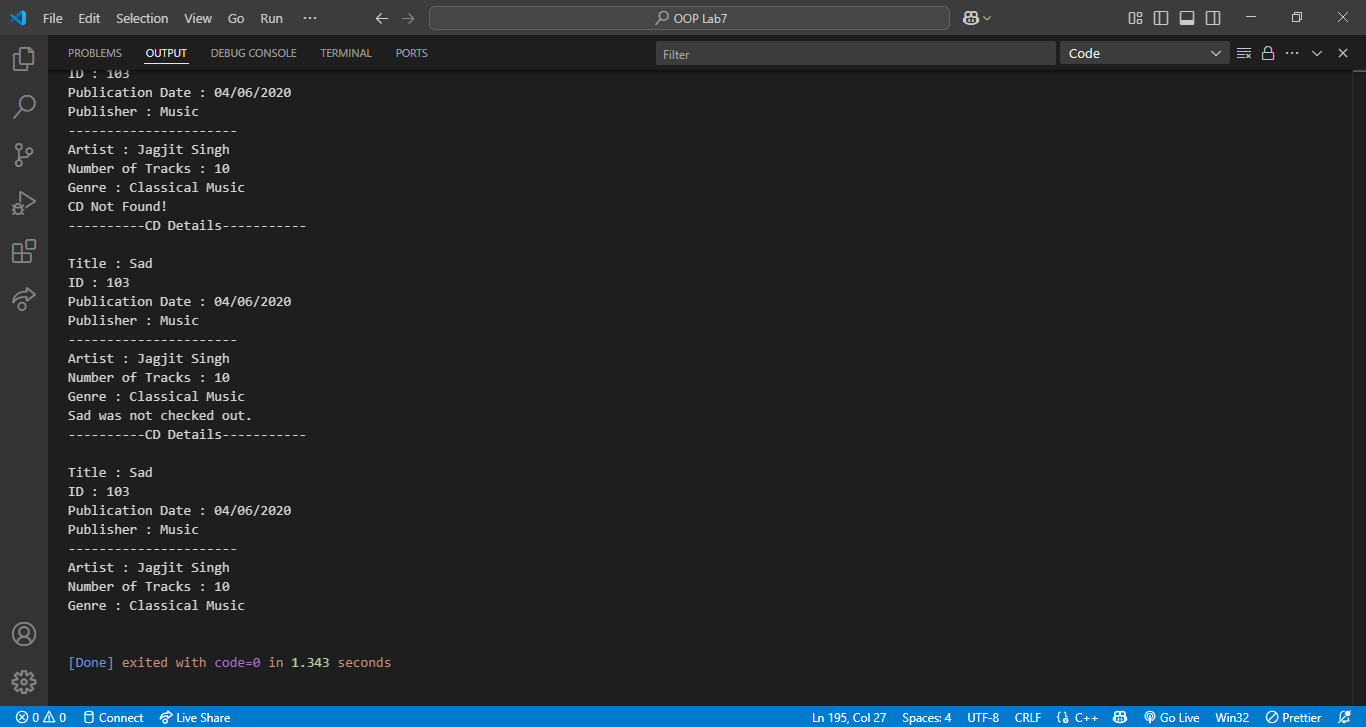 File Edit Selection View Go Run ···
OOP Lab7
PROBLEMS OUTPUT DEBUG CONSOLE TERMINAL PORTS
Filter
Code
ID : 103
Publication Date : 04/06/2020
Publisher : Music
----------------------
Artist : Jagjit Singh
Number of Tracks : 10
Genre : Classical Music
CD Not Found!
----------CD Details-----------
Title : Sad
ID : 103
Publication Date : 04/06/2020
Publisher : Music
----------------------
Artist : Jagjit Singh
Number of Tracks : 10
Genre : Classical Music
Sad was not checked out.
----------CD Details-----------
Title : Sad
ID : 103
Publication Date : 04/06/2020
Publisher : Music
----------------------
Artist : Jagjit Singh
Number of Tracks : 10
Genre : Classical Music
[Done] exited with code=0 in 1.343 seconds
0 0 Connect Live Share Ln 195, Col 27 Spaces: 4 UTF-8 CRLF {} C++ Go Live Win32 Prettier